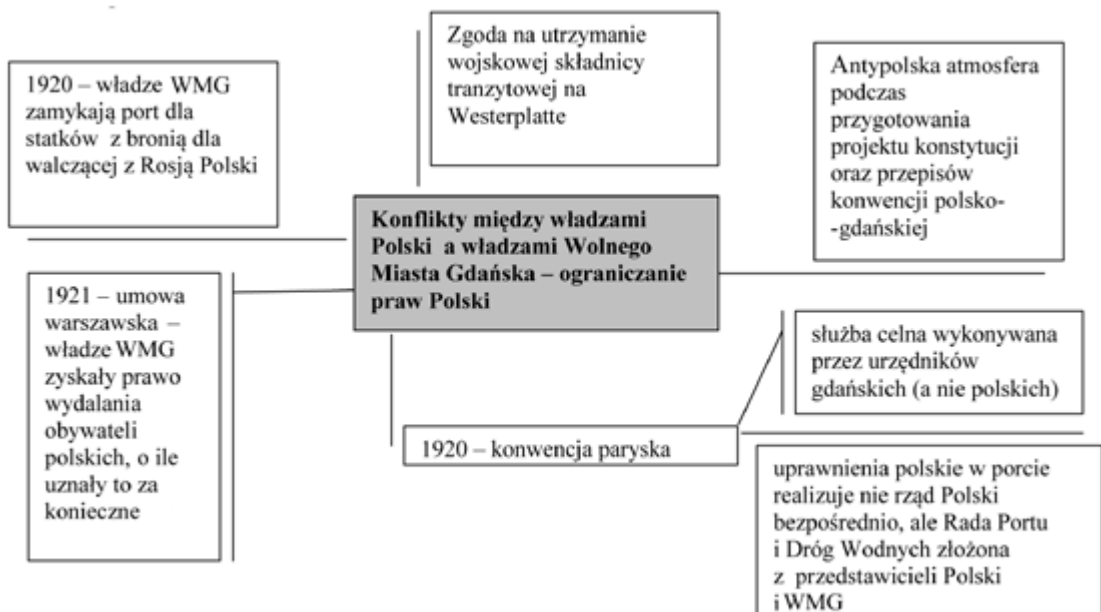 Zgoda na utrzymanie
wojskowej składnicy
tranzytowej na
Westerplatte
1920 – władze WMG
zamykają port dla
statków z bronią dla
walczącej z Rosją Polski
Antypolska atmosfera
podczas
przygotowania
projektu konstytucji
oraz przepisów
konwencji polsko-
-gdańskiej
Konflikty między władzami
Polski a władzami Wolnego
Miasta Gdańska – ograniczanie
praw Polski
1921 – umowa
warszawska –
władze WMG
zyskały prawo
wydalania
obywateli
polskich, o ile
uznały to za
konieczne
służba celna wykonywana
przez urzędników
gdańskich (a nie polskich)
1920 – konwencja paryska
uprawnienia polskie w porcie
realizuje nie rząd Polski
bezpośrednio, ale Rada Portu
i Dróg Wodnych złożona
z przedstawicieli Polski
i WMG